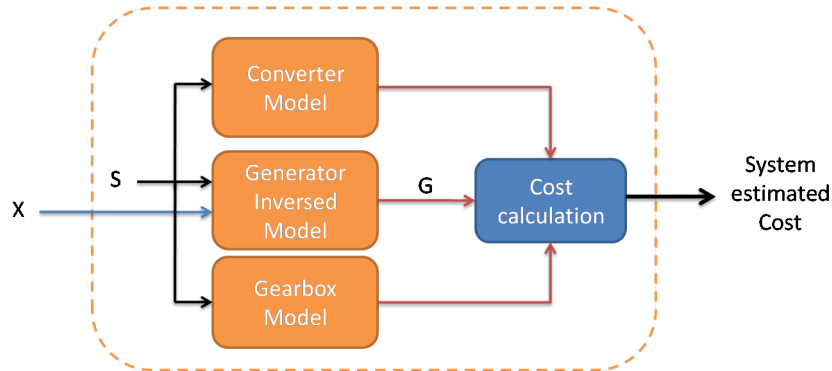 Converter
Model
S
Generator
Inversed
Model
G
Cost
calculation
System
estimated
Cost
X
Gearbox
Model